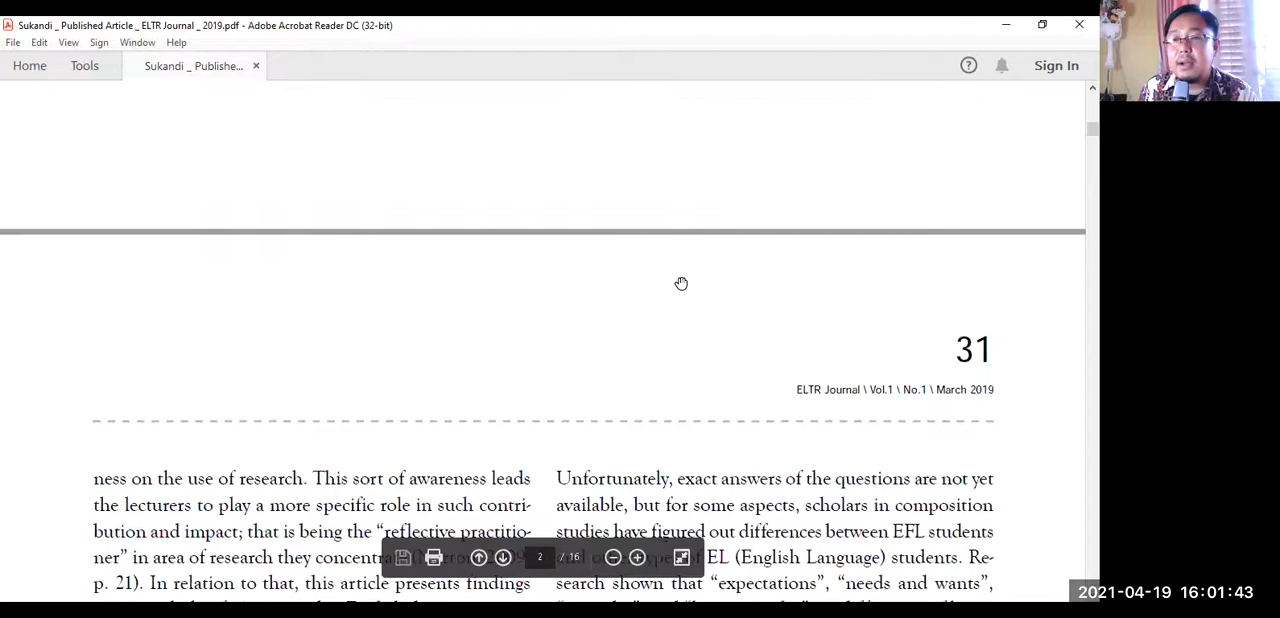 Sukandi _ Published Article _ ELTR Journal _ 2019.pdf - Adobe Acrobat Reader DC (32-bit)
File Edit View Sign Window Help
Home Tools Sukandi _ Publishe... × ? Sign In
31
ELTR Journal \ Vol.1 \ No.1 \ March 2019
ness on the use of research. This sort of awareness leads
the lecturers to play a more specific role in such contri-
bution and impact; that is being the “reflective practitio-
ner” in area of research they concentra
p. 21). In relation to that, this article presents findings
Unfortunately, exact answers of the questions are not yet
available, but for some aspects, scholars in composition
studies have figured out differences between EFL students
EL (English Language) students. Re-
search shown that “expectations”, “needs and wants”,
2 / 16
2021-04-19 16:01:43